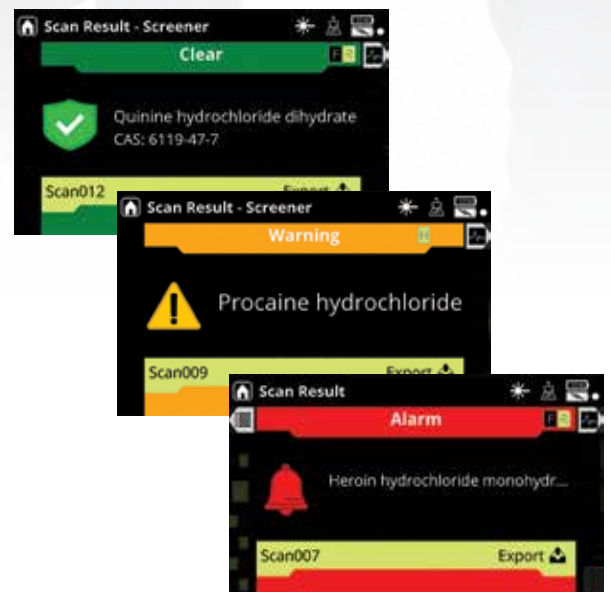 Scan Result - Screener
Clear
F R
Quinine hydrochloride dihydrate
CAS: 6119-47-7
Scan012 Export
Scan Result - Screener
Warning
H
Procaine hydrochloride
Scan009 Export
Scan Result
Alarm
F R
Heroin hydrochloride monohydr...
Scan007 Export